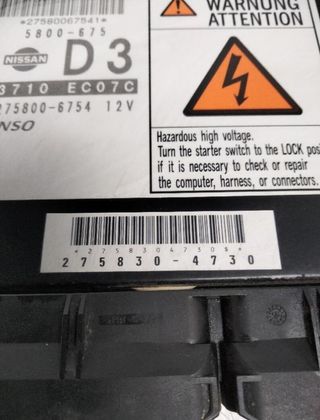 *27580067541*
5800-675
NISSAN
D3
3710 EC07C
275800-6754 12V
NSO
WARNUNG
ATTENTION
Hazardous high voltage.
Turn the starter switch to the LOCK pos
if it is necessary to check or repair
the computer, harness, or connectors.
275830-4730